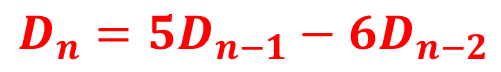 Dₙ = 5Dₙ₋₁ − 6Dₙ₋₂